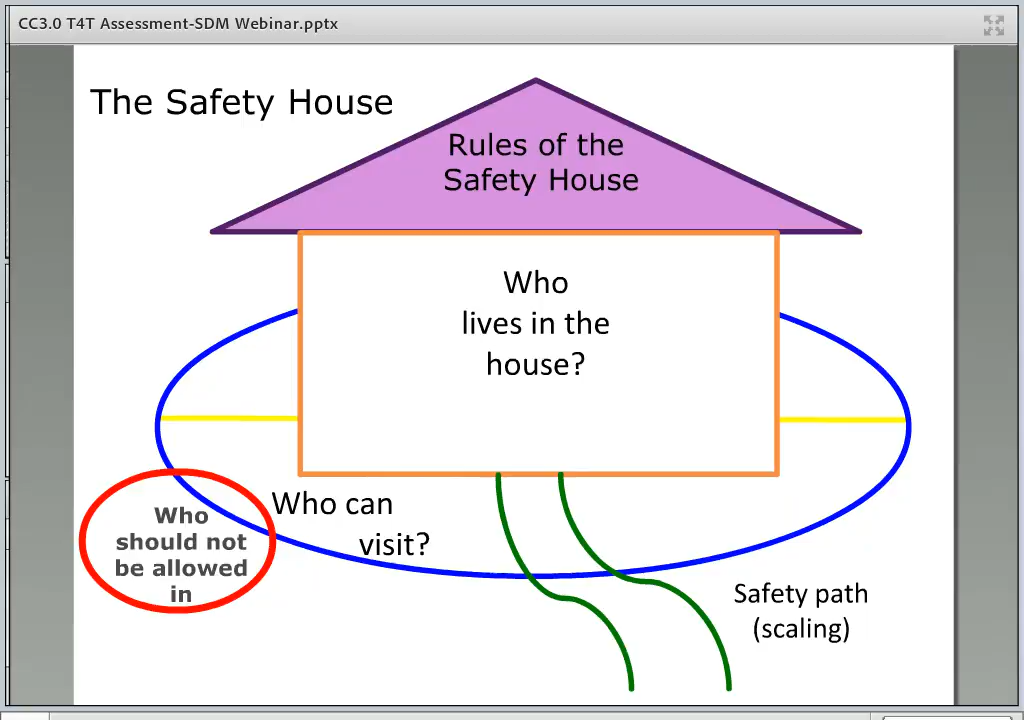 CC3.0 T4T Assessment-SDM Webinar.pptx
The Safety House
Rules of the
Safety House
Who
lives in the
house?
Who can
visit?
Who
should not
be allowed
in
Safety path
(scaling)